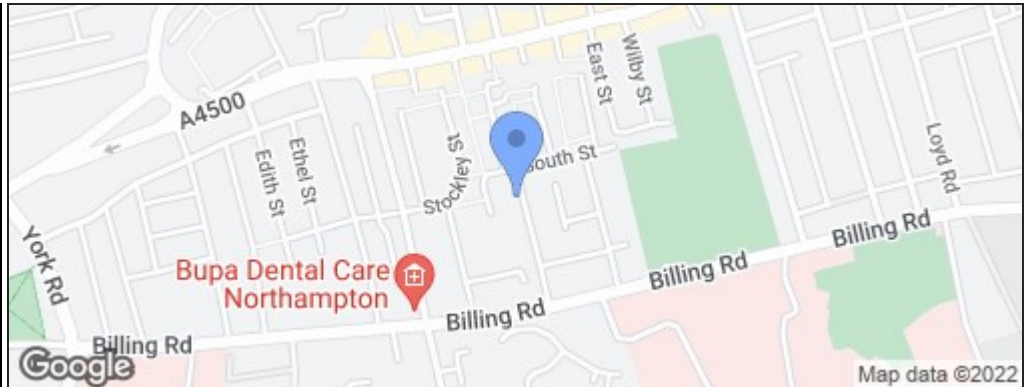 A4500
East St
Wilby St
Stockley St
South St
Edith St
Ethel St
Loyd Rd
York Rd
Bupa Dental Care
Northampton
Billing Rd
Billing Rd
Billing Rd
Billing Rd
Google
Map data ©2022